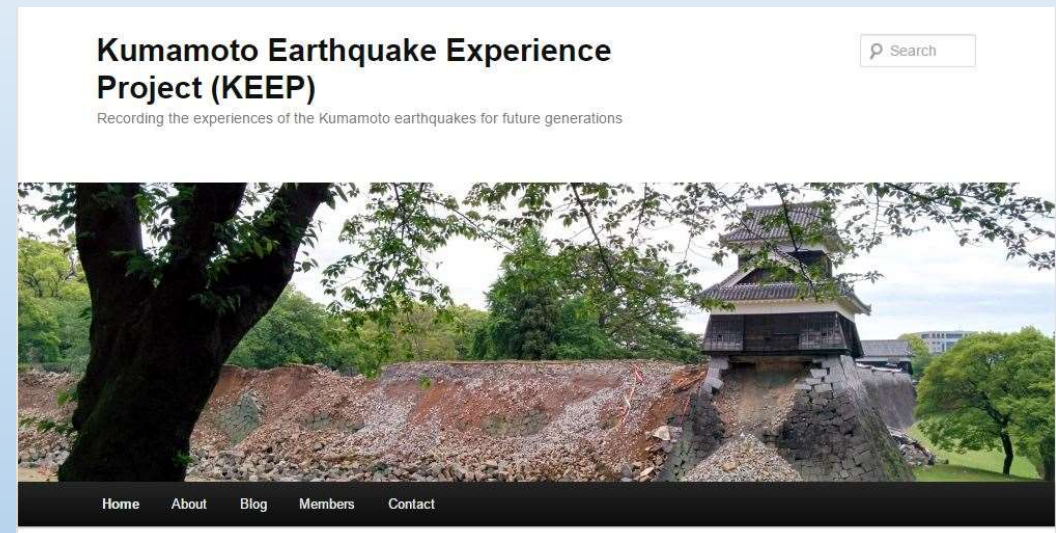 Kumamoto Earthquake Experience
Project (KEEP)
Search
Recording the experiences of the Kumamoto earthquakes for future generations
Home About Blog Members Contact